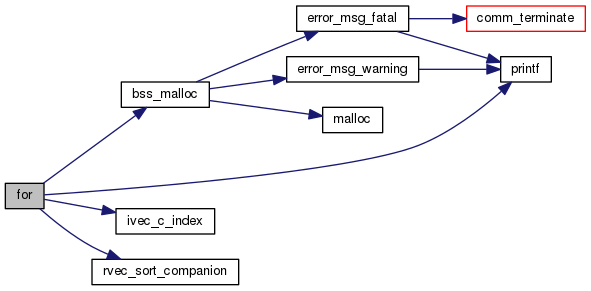 error_msg_fatal
comm_terminate
error_msg_warning
printf
bss_malloc
malloc
for
ivec_c_index
rvec_sort_companion